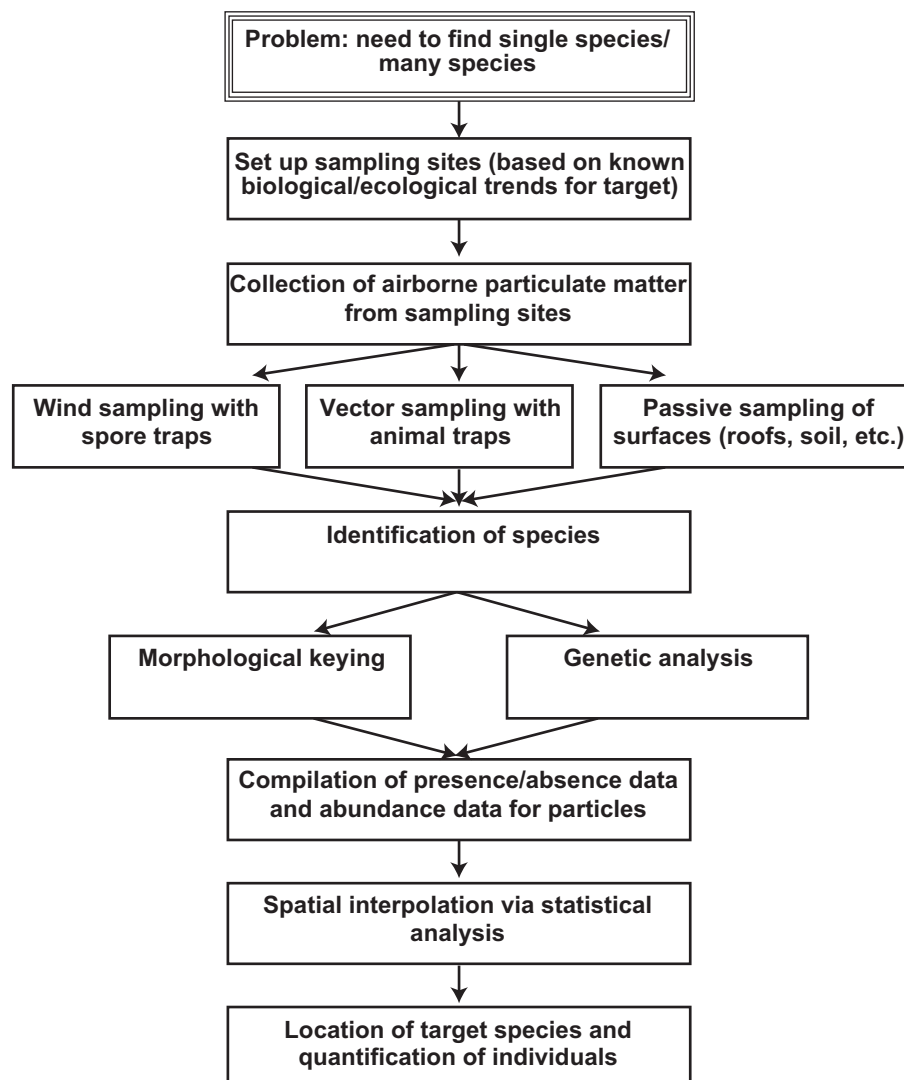 Problem: need to find single species/
many species
Set up sampling sites (based on known
biological/ecological trends for target)
Collection of airborne particulate matter
from sampling sites
Wind sampling with
spore traps
Vector sampling with
animal traps
Passive sampling of
surfaces (roofs, soil, etc.)
Identification of species
Morphological keying
Genetic analysis
Compilation of presence/absence data
and abundance data for particles
Spatial interpolation via statistical
analysis
Location of target species and
quantification of individuals